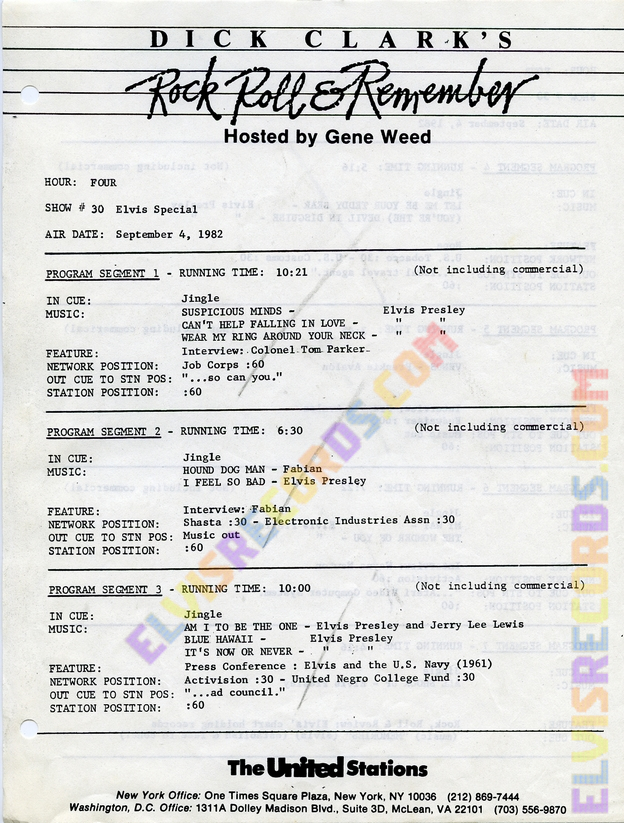 DICK CLARK'S
Rock Roll & Remember
Hosted by Gene Weed
HOUR: FOUR
SHOW # 30 Elvis Special
AIR DATE: September 4, 1982
PROGRAM SEGMENT 1 - RUNNING TIME: 10:21 (Not including commercial)
IN CUE: Jingle
MUSIC: SUSPICIOUS MINDS - Elvis Presley
CAN'T HELP FALLING IN LOVE - " "
WEAR MY RING AROUND YOUR NECK - " "
FEATURE: Interview: Colonel Tom Parker
NETWORK POSITION: Job Corps :60
OUT CUE TO STN POS: "...so can you."
STATION POSITION: :60
PROGRAM SEGMENT 2 - RUNNING TIME: 6:30 (Not including commercial)
IN CUE: Jingle
MUSIC: HOUND DOG MAN - Fabian
I FEEL SO BAD - Elvis Presley
FEATURE: Interview: Fabian
NETWORK POSITION: Shasta :30 - Electronic Industries Assn :30
OUT CUE TO STN POS: Music out
STATION POSITION: :60
PROGRAM SEGMENT 3 - RUNNING TIME: 10:00 (Not including commercial)
IN CUE: Jingle
MUSIC: AM I TO BE THE ONE - Elvis Presley and Jerry Lee Lewis
BLUE HAWAII - Elvis Presley
IT'S NOW OR NEVER - " "
FEATURE: Press Conference : Elvis and the U.S. Navy (1961)
NETWORK POSITION: Activision :30 - United Negro College Fund :30
OUT CUE TO STN POS: "...ad council."
STATION POSITION: :60
The United Stations
New York Office: One Times Square Plaza, New York, NY 10036 (212) 869-7444
Washington, D.C. Office: 1311A Dolley Madison Blvd., Suite 3D, McLean, VA 22101 (703) 556-9870
ELVISRECORDS.COM
ELVISRECORDS.COM